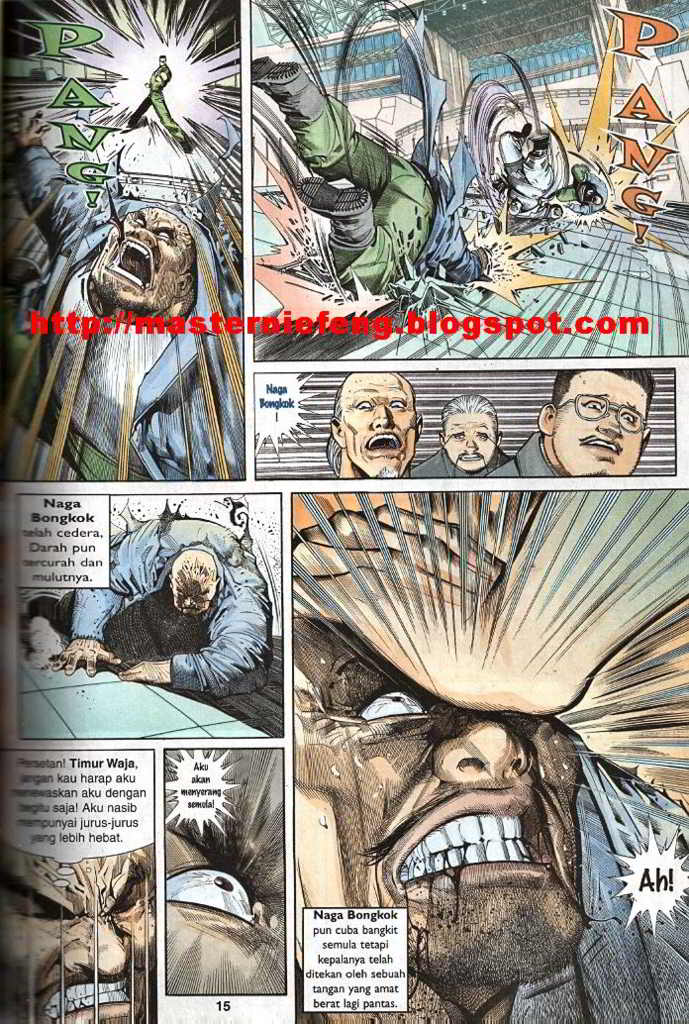 PANG!
PANG!
http://masterniefeng.blogspot.com
Naga
Bongkok
!
Naga
Bongkok
telah cedera,
Darah pun
tercurah dan
mulutnya.
Persetan! Timur Waja,
jangan kau harap aku
menewaskan aku dengan
begitu saja! Aku nasib
mempunyai jurus-jurus
yang lebih hebat.
Aku
akan
menyerang
semula!
Ah!
Naga Bongkok
pun cuba bangkit
semula tetapi
kepalanya telah
ditekan oleh sebuah
tangan yang amat
berat lagi pantas.
15